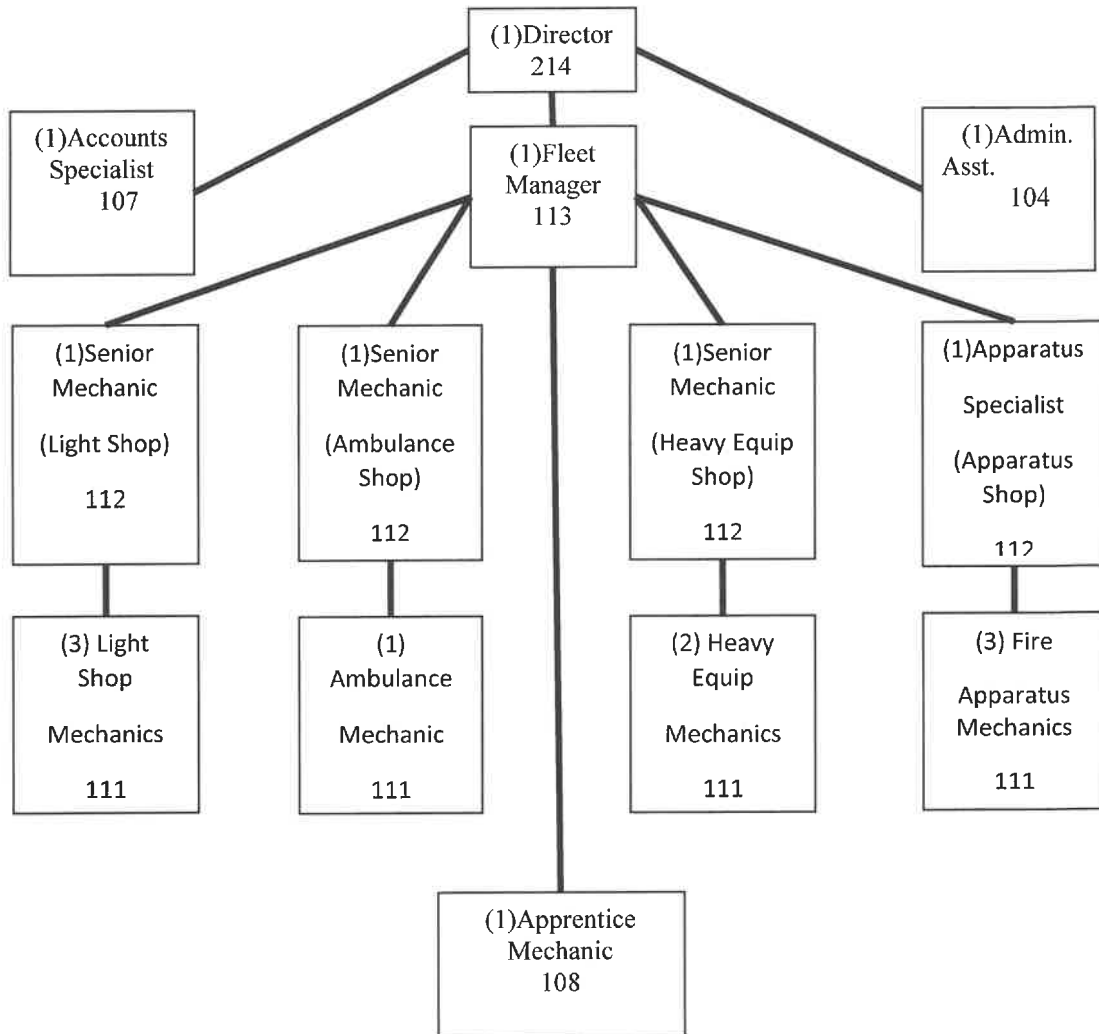 (1)Director
214
(1)Accounts
Specialist
107
(1)Fleet
Manager
113
(1)Admin.
Asst.
104
(1)Senior
Mechanic
(Light Shop)
112
(1)Senior
Mechanic
(Ambulance
Shop)
112
(1)Senior
Mechanic
(Heavy Equip
Shop)
112
(1)Apparatus
Specialist
(Apparatus
Shop)
112
(3) Light
Shop
Mechanics
111
(1)
Ambulance
Mechanic
111
(2) Heavy
Equip
Mechanics
111
(3) Fire
Apparatus
Mechanics
111
(1)Apprentice
Mechanic
108